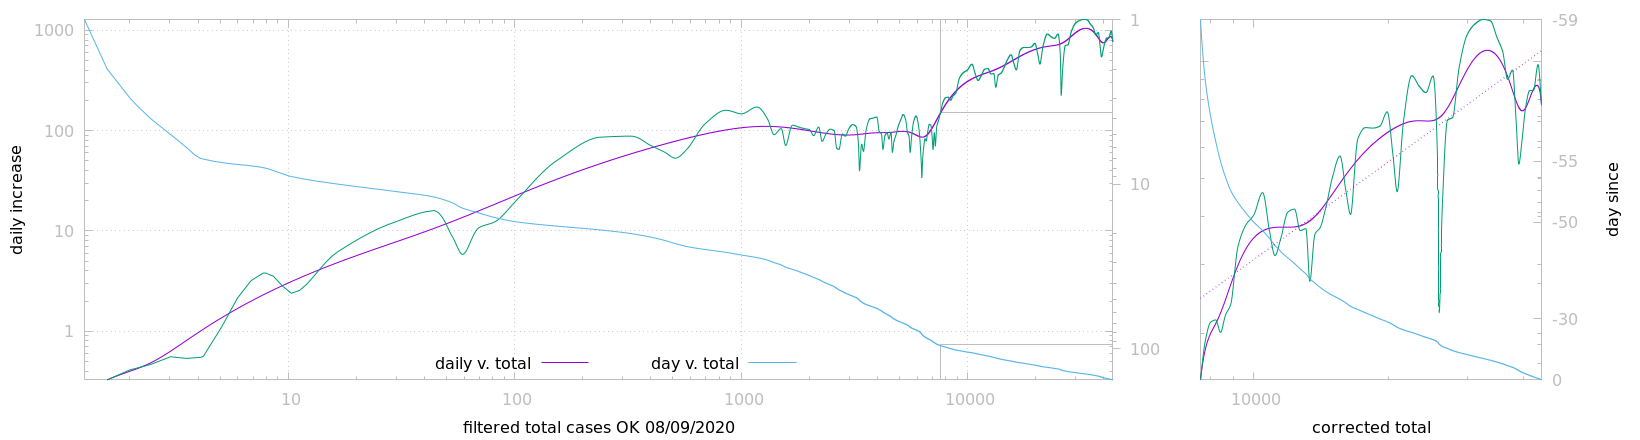 1000
100
10
1
daily increase
daily v. total
day v. total
10
100
1000
10000
filtered total cases OK 08/09/2020
1
10
100
-59
-55
-50
-30
0
day since
10000
corrected total